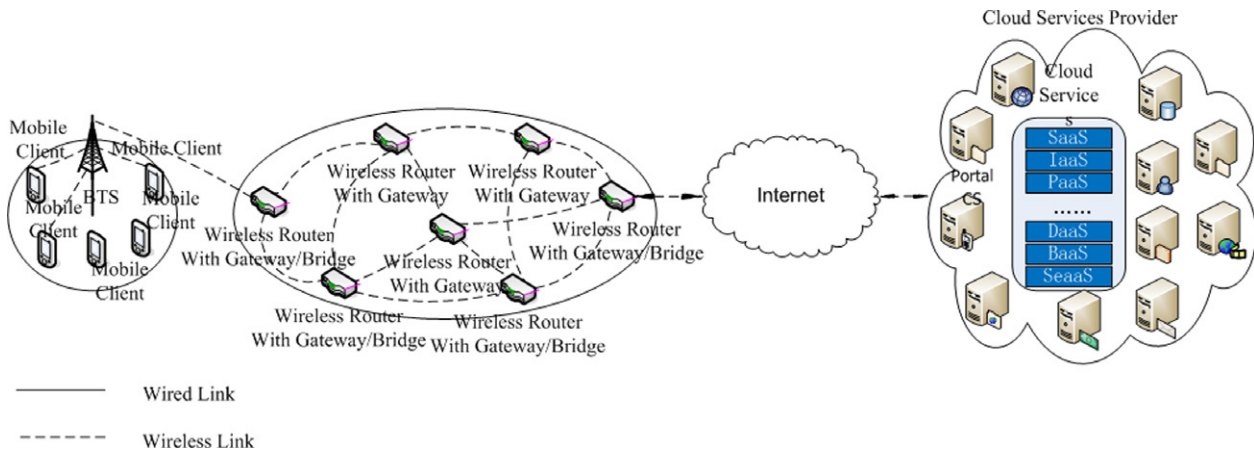 Cloud Services Provider
Cloud
Service
s
SaaS
IaaS
PaaS
......
DaaS
BaaS
SeaaS
Portal
CS
Mobile
Client
Mobile Client
BTS
Mobile
Client
Mobile
Client
Mobile
Client
Wireless Router
With Gateway
Wireless Router
With Gateway
Wireless Router
With Gateway/Bridge
Wireless Router
With Gateway
Wireless Router
With Gateway/Bridge
Wireless Router
With Gateway/Bridge
Wireless Router
With Gateway/Bridge
Internet
Wired Link
Wireless Link